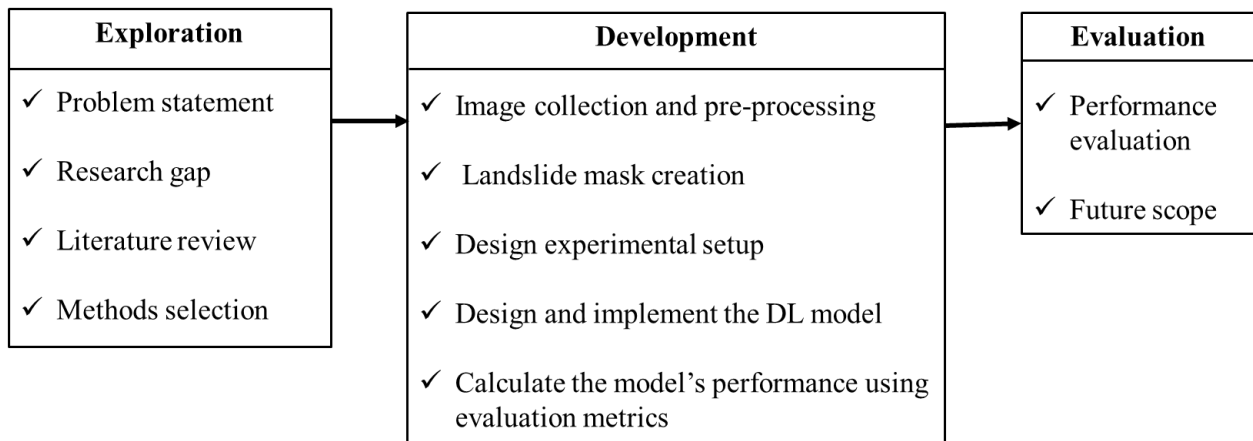 Exploration
✓ Problem statement
✓ Research gap
✓ Literature review
✓ Methods selection
Development
✓ Image collection and pre-processing
✓ Landslide mask creation
✓ Design experimental setup
✓ Design and implement the DL model
✓ Calculate the model’s performance using
evaluation metrics
Evaluation
✓ Performance
evaluation
✓ Future scope